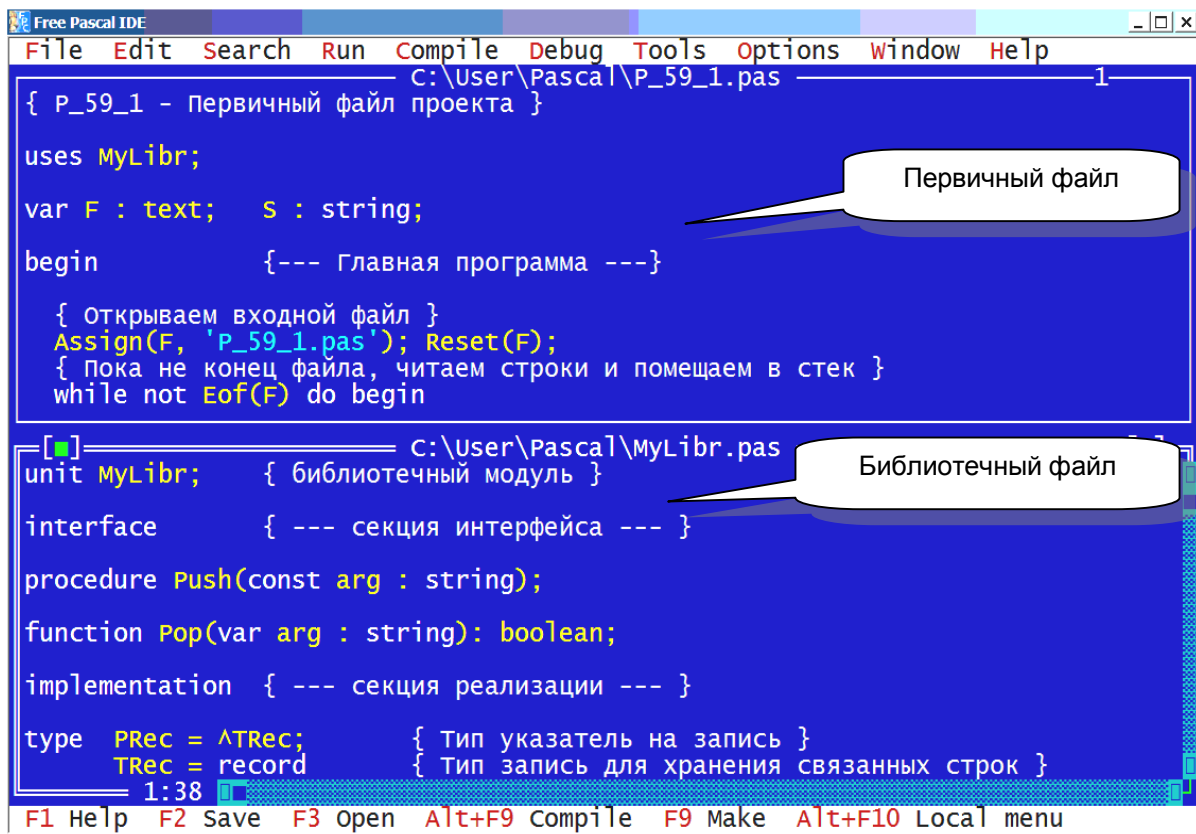 Free Pascal IDE
File Edit Search Run Compile Debug Tools Options Window Help
C:\User\Pascal\P_59_1.pas 1
{ P_59_1 - Первичный файл проекта }
uses MyLibr;
Первичный файл
var F : text; S : string;
begin {--- Главная программа ---}
{ Открываем входной файл }
Assign(F, 'P_59_1.pas'); Reset(F);
{ Пока не конец файла, читаем строки и помещаем в стек }
while not Eof(F) do begin
C:\User\Pascal\MyLibr.pas
Библиотечный файл
unit MyLibr; { библиотечный модуль }
interface { --- секция интерфейса --- }
procedure Push(const arg : string);
function Pop(var arg : string): boolean;
implementation { --- секция реализации --- }
type PRec = ^TRec; { Тип указатель на запись }
TRec = record { Тип запись для хранения связанных строк }
1:38
F1 Help F2 Save F3 Open Alt+F9 Compile F9 Make Alt+F10 Local menu